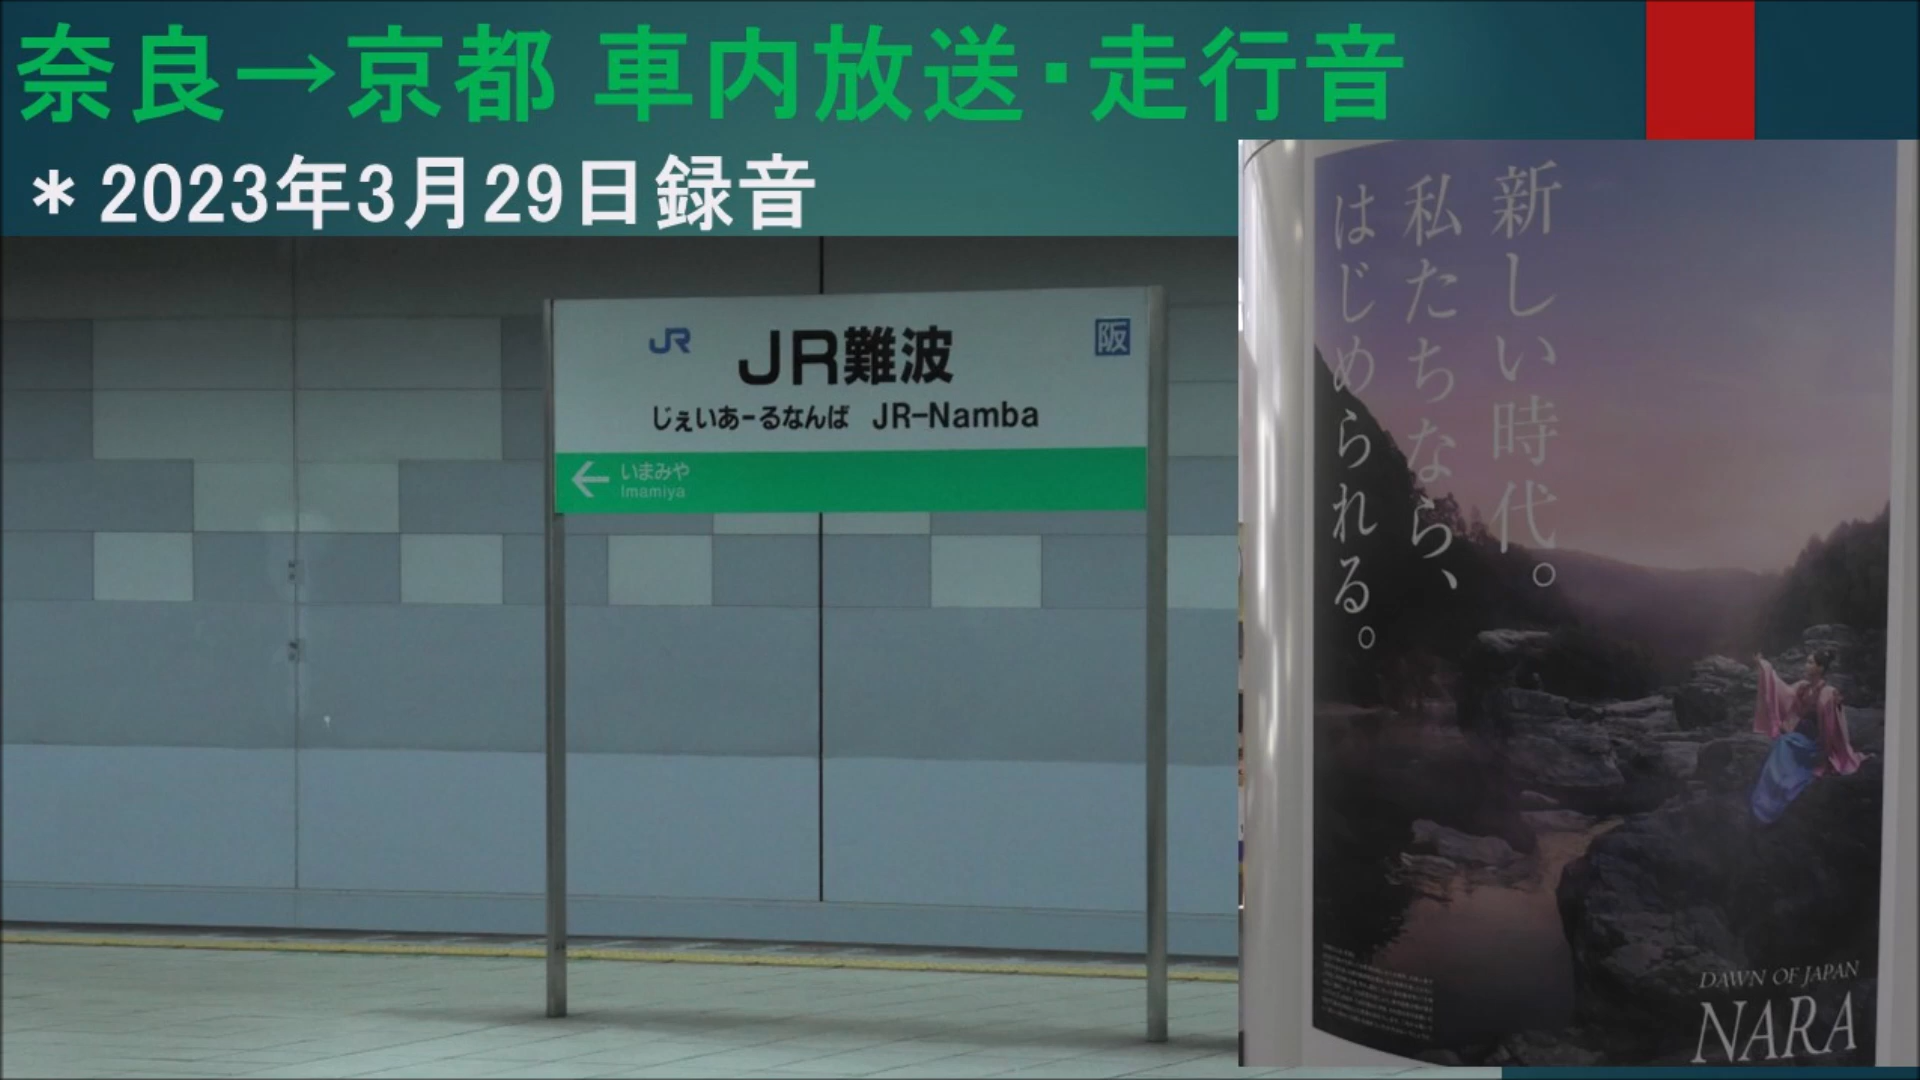 奈良→京都 車内放送・走行音
＊2023年3月29日録音
JR
JR難波
阪
じぇいあーるなんば JR-Namba
← いまみや
Imamiya
新しい時代。
私たちなら、
はじめられる。
DAWN OF JAPAN
NARA